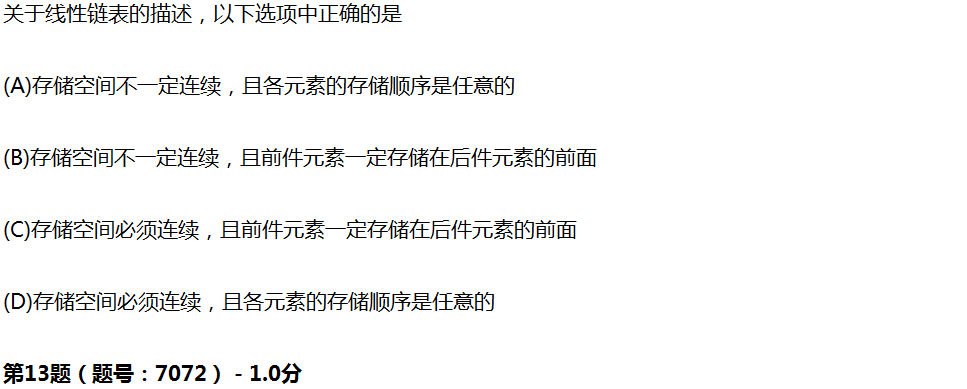 关于线性链表的描述，以下选项中正确的是
(A)存储空间不一定连续，且各元素的存储顺序是任意的
(B)存储空间不一定连续，且前件元素一定存储在后件元素的前面
(C)存储空间必须连续，且前件元素一定存储在后件元素的前面
(D)存储空间必须连续，且各元素的存储顺序是任意的
第13题（题号：7072）- 1.0分